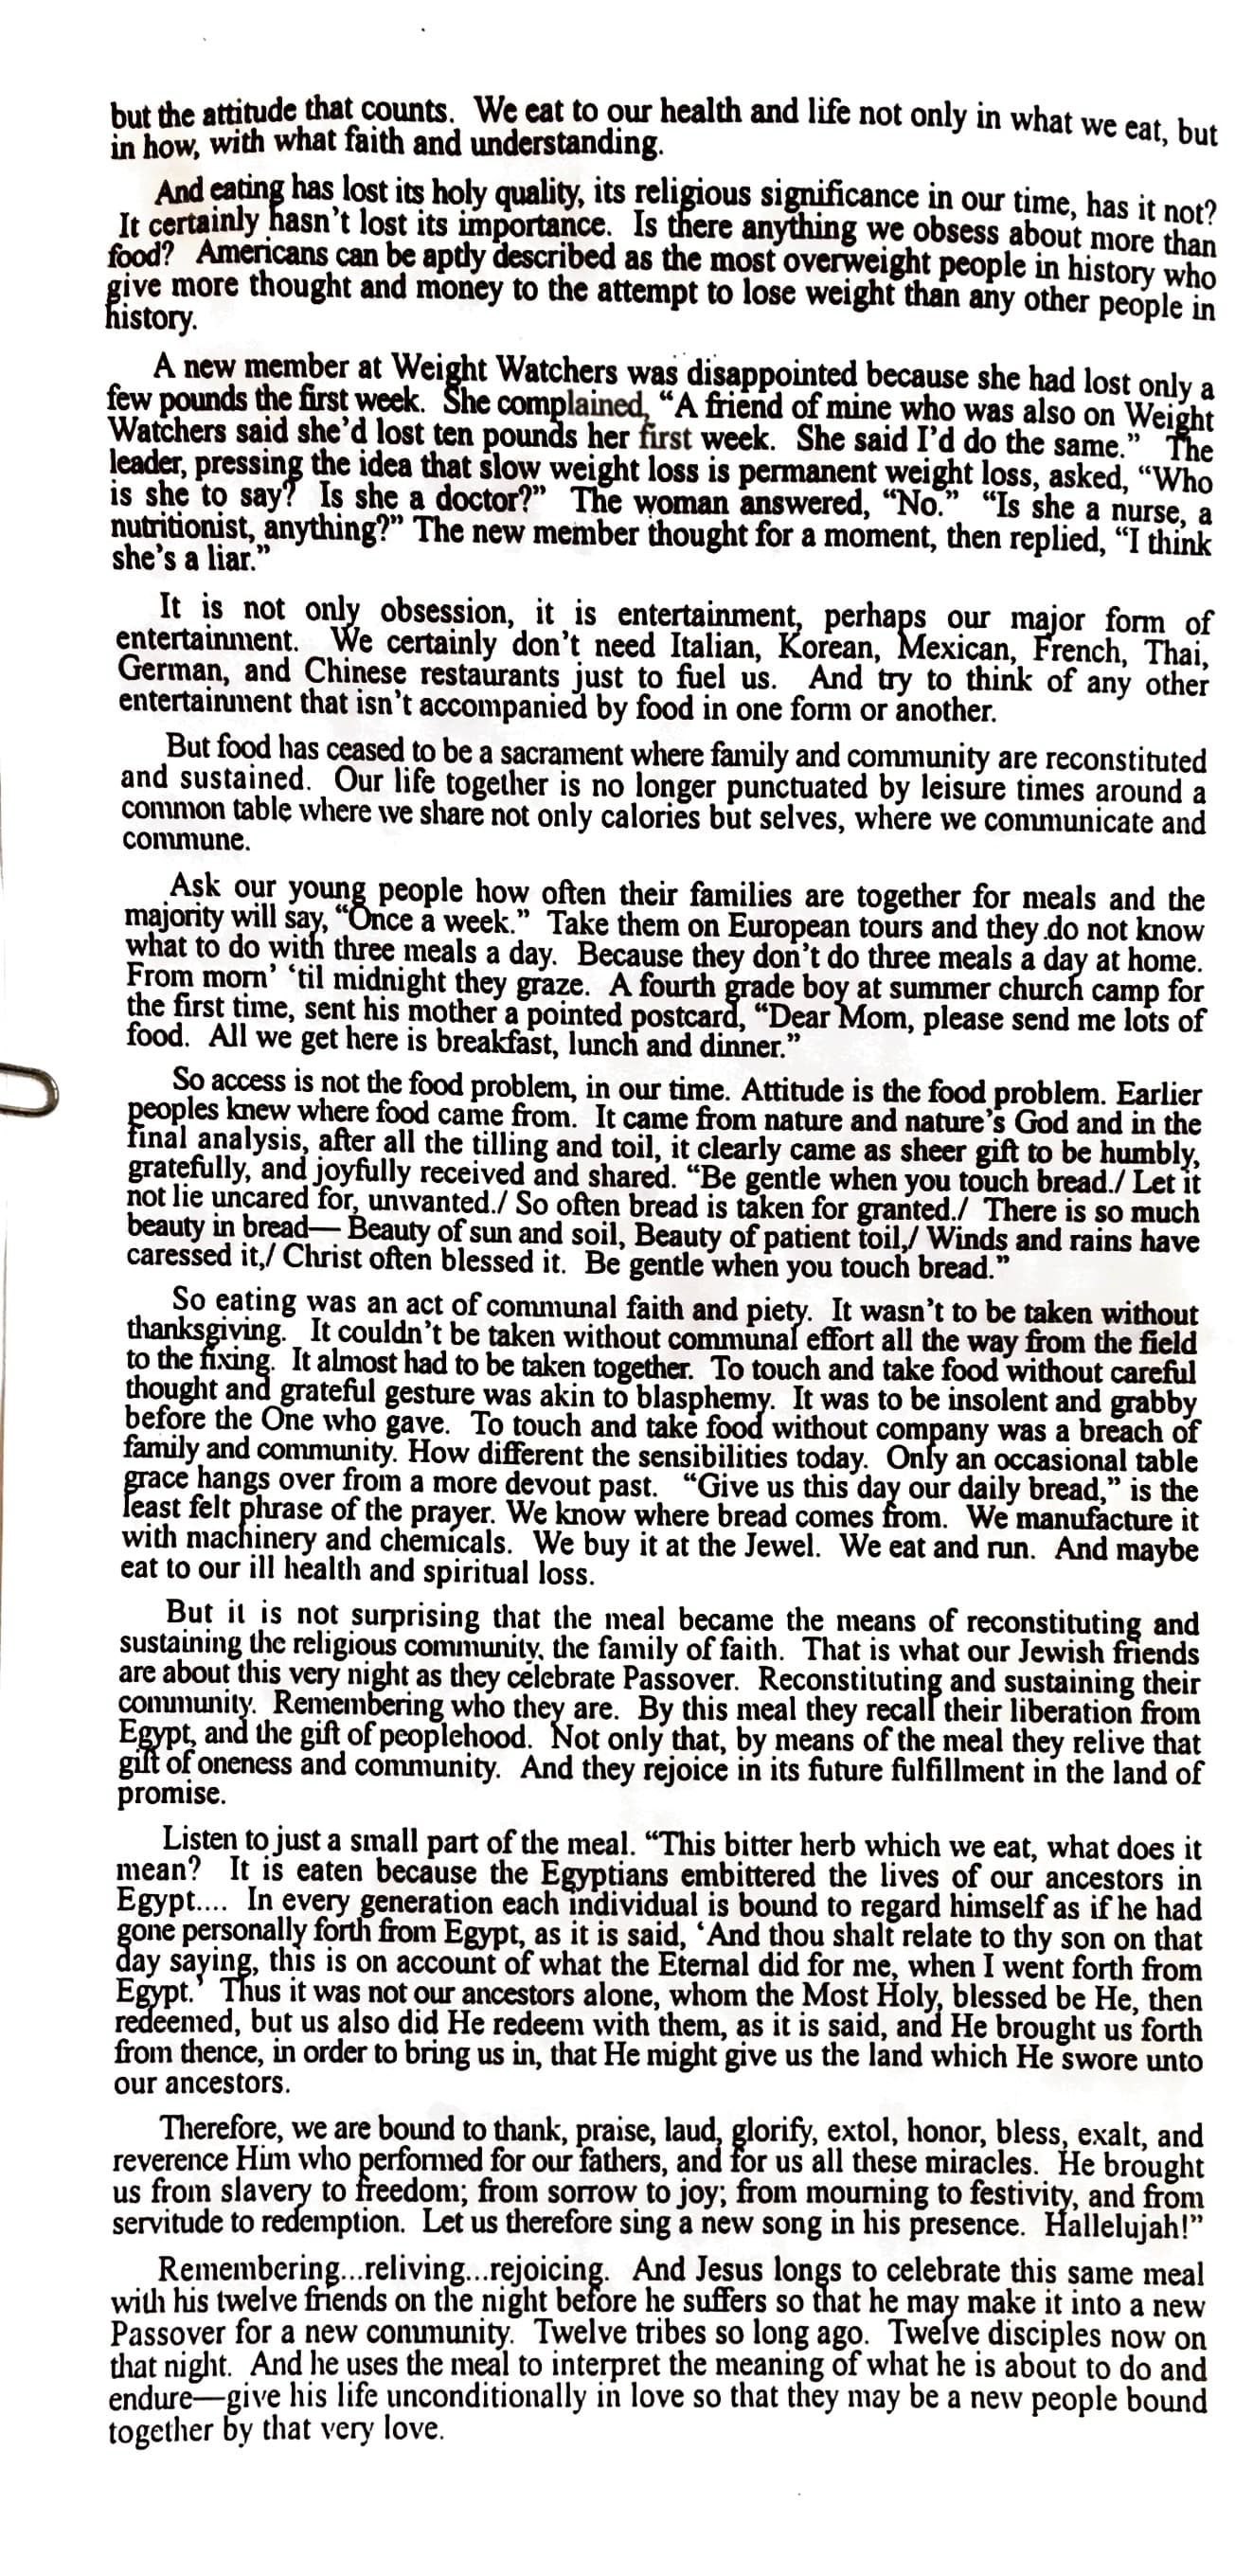 but the attitude that counts.  We eat to our health and life not only in what we eat, but
in how, with what faith and understanding.
And eating has lost its holy quality, its religious significance in our time, has it not?
It certainly hasn't lost its importance.  Is there anything we obsess about more than
food?  Americans can be aptly described as the most overweight people in history who
give more thought and money to the attempt to lose weight than any other people in
history.
A new member at Weight Watchers was disappointed because she had lost only a
few pounds the first week.  She complained, “A friend of mine who was also on Weight
Watchers said she'd lost ten pounds her first week.  She said I'd do the same.”  The
leader, pressing the idea that slow weight loss is permanent weight loss, asked, “Who
is she to say?  Is she a doctor?”  The woman answered, “No.”  “Is she a nurse, a
nutritionist, anything?” The new member thought for a moment, then replied, “I think
she's a liar.”
It is not only obsession, it is entertainment, perhaps our major form of
entertainment.  We certainly don't need Italian, Korean, Mexican, French, Thai,
German, and Chinese restaurants just to fuel us.  And try to think of any other
entertainment that isn't accompanied by food in one form or another.
But food has ceased to be a sacrament where family and community are reconstituted
and sustained.  Our life together is no longer punctuated by leisure times around a
common table where we share not only calories but selves, where we communicate and
commune.
Ask our young people how often their families are together for meals and the
majority will say, “Once a week.”  Take them on European tours and they do not know
what to do with three meals a day.  Because they don't do three meals a day at home.
From morn' ‘til midnight they graze.  A fourth grade boy at summer church camp for
the first time, sent his mother a pointed postcard, “Dear Mom, please send me lots of
food.  All we get here is breakfast, lunch and dinner.”
So access is not the food problem, in our time. Attitude is the food problem. Earlier
peoples knew where food came from.  It came from nature and nature's God and in the
final analysis, after all the tilling and toil, it clearly came as sheer gift to be humbly,
gratefully, and joyfully received and shared. “Be gentle when you touch bread./ Let it
not lie uncared for, unwanted./ So often bread is taken for granted./  There is so much
beauty in bread— Beauty of sun and soil, Beauty of patient toil,/ Winds and rains have
caressed it,/ Christ often blessed it.  Be gentle when you touch bread.”
So eating was an act of communal faith and piety.  It wasn't to be taken without
thanksgiving.  It couldn't be taken without communal effort all the way from the field
to the fixing.  It almost had to be taken together.  To touch and take food without careful
thought and grateful gesture was akin to blasphemy.  It was to be insolent and grabby
before the One who gave.  To touch and take food without company was a breach of
family and community. How different the sensibilities today.  Only an occasional table
grace hangs over from a more devout past.  “Give us this day our daily bread,” is the
least felt phrase of the prayer. We know where bread comes from.  We manufacture it
with machinery and chemicals.  We buy it at the Jewel.  We eat and run.  And maybe
eat to our ill health and spiritual loss.
But it is not surprising that the meal became the means of reconstituting and
sustaining the religious community, the family of faith.  That is what our Jewish friends
are about this very night as they celebrate Passover.  Reconstituting and sustaining their
community.  Remembering who they are.  By this meal they recall their liberation from
Egypt, and the gift of peoplehood.  Not only that, by means of the meal they relive that
gift of oneness and community.  And they rejoice in its future fulfillment in the land of
promise.
Listen to just a small part of the meal. “This bitter herb which we eat, what does it
mean?  It is eaten because the Egyptians embittered the lives of our ancestors in
Egypt....  In every generation each individual is bound to regard himself as if he had
gone personally forth from Egypt, as it is said, ‘And thou shalt relate to thy son on that
day saying, this is on account of what the Eternal did for me, when I went forth from
Egypt.’  Thus it was not our ancestors alone, whom the Most Holy, blessed be He, then
redeemed, but us also did He redeem with them, as it is said, and He brought us forth
from thence, in order to bring us in, that He might give us the land which He swore unto
our ancestors.
Therefore, we are bound to thank, praise, laud, glorify, extol, honor, bless, exalt, and
reverence Him who performed for our fathers, and for us all these miracles.  He brought
us from slavery to freedom; from sorrow to joy; from mourning to festivity, and from
servitude to redemption.  Let us therefore sing a new song in his presence.  Hallelujah!”
Remembering...reliving...rejoicing.  And Jesus longs to celebrate this same meal
with his twelve friends on the night before he suffers so that he may make it into a new
Passover for a new community.  Twelve tribes so long ago.  Twelve disciples now on
that night.  And he uses the meal to interpret the meaning of what he is about to do and
endure—give his life unconditionally in love so that they may be a new people bound
together by that very love.